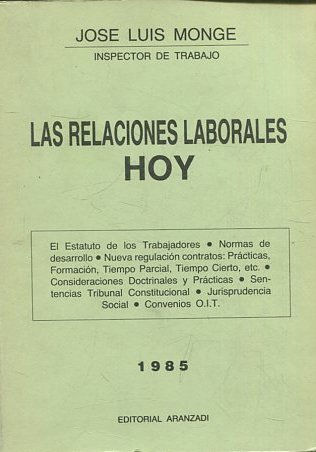 JOSE LUIS MONGE
INSPECTOR DE TRABAJO
LAS RELACIONES LABORALES
HOY
El Estatuto de los Trabajadores • Normas de
desarrollo • Nueva regulación contratos: Prácticas,
Formación, Tiempo Parcial, Tiempo Cierto, etc. •
Consideraciones Doctrinales y Prácticas • Sen-
tencias Tribunal Constitucional • Jurisprudencia
Social • Convenios O.I.T.
1985
EDITORIAL ARANZADI